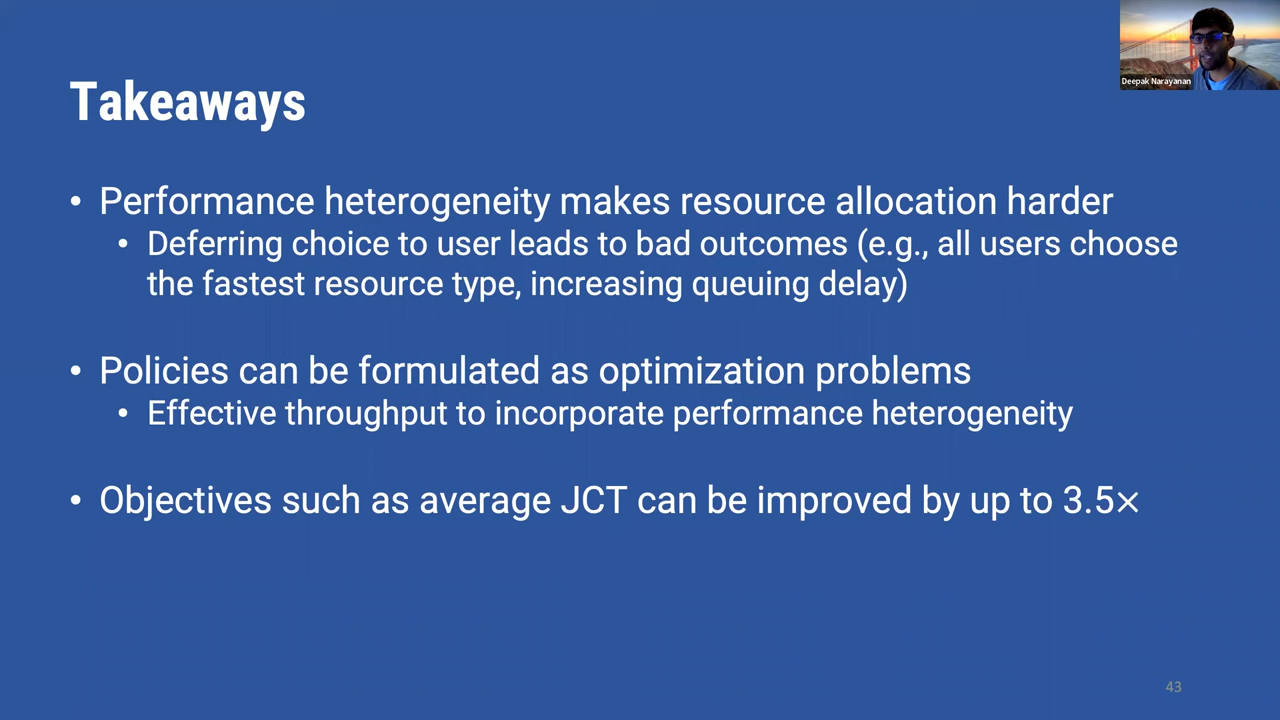 Deepak Narayanan
Takeaways
• Performance heterogeneity makes resource allocation harder
• Deferring choice to user leads to bad outcomes (e.g., all users choose
the fastest resource type, increasing queuing delay)
• Policies can be formulated as optimization problems
• Effective throughput to incorporate performance heterogeneity
• Objectives such as average JCT can be improved by up to 3.5×
43